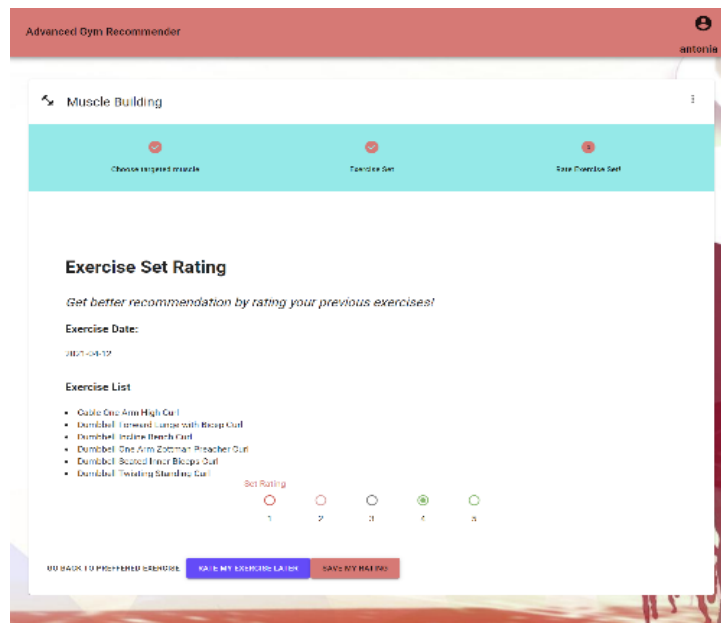 Advanced Gym Recommender
antonia
Muscle Building
Choose targeted muscle
Exercise Set
Rate Exercise Set!
Exercise Set Rating
Get better recommendation by rating your previous exercises!
Exercise Date:
2021-04-12
Exercise List
• Cable One Arm High Curl
• Dumbbell Forward Lunge with Bicep Curl
• Dumbbell Incline Bench Curl
• Dumbbell One Arm Zottman Preacher Curl
• Dumbbell Seated Inner Biceps Curl
• Dumbbell Twisting Standing Curl
Set Rating
1 2 3 4 5
GO BACK TO PREFFERED EXERCISE RATE MY EXERCISE LATER SAVE MY RATING